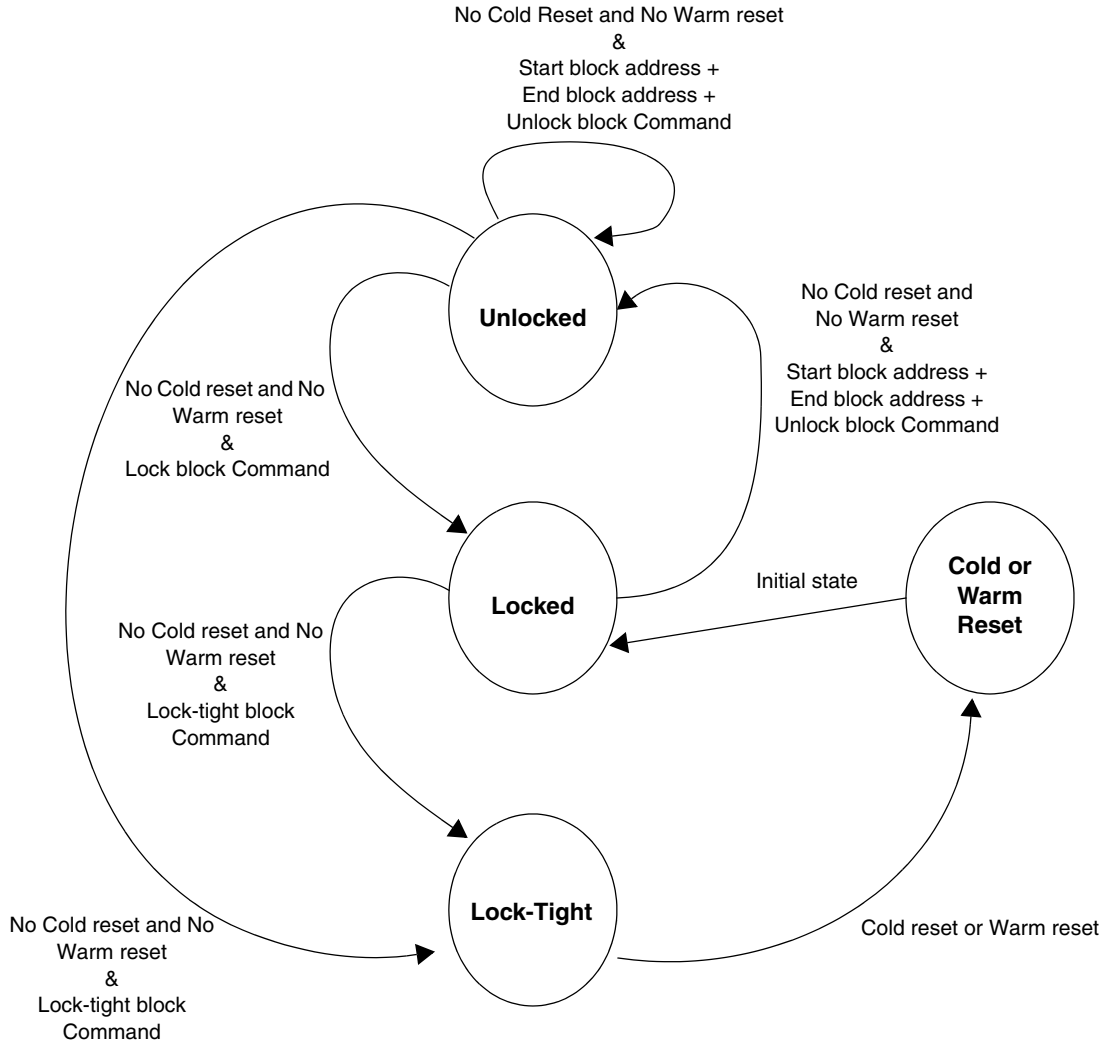 No Cold Reset and No Warm reset
&
Start block address +
End block address +
Unlock block Command
Unlocked
No Cold reset and
No Warm reset
&
Start block address +
End block address +
Unlock block Command
No Cold reset and No
Warm reset
&
Lock block Command
Cold or
Warm
Reset
Initial state
Locked
No Cold reset and No
Warm reset
&
Lock-tight block
Command
Lock-Tight
Cold reset or Warm reset
No Cold reset and No
Warm reset
&
Lock-tight block
Command